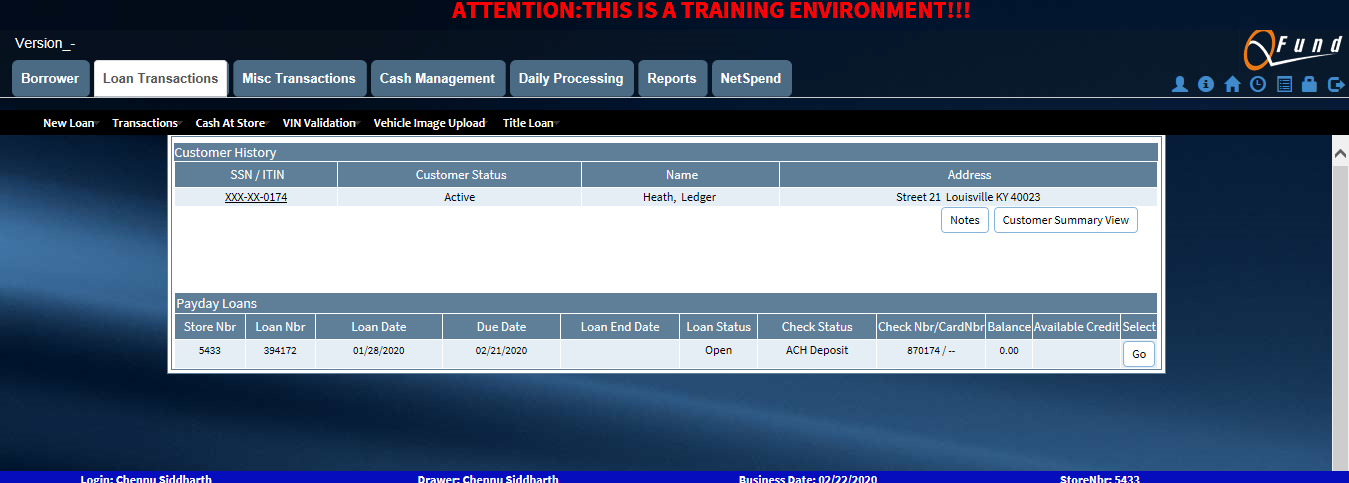 ATTENTION:THIS IS A TRAINING ENVIRONMENT!!!
Version_-
QFund
Borrower Loan Transactions Misc Transactions Cash Management Daily Processing Reports NetSpend
New Loan Transactions Cash At Store VIN Validation Vehicle Image Upload Title Loan
Customer History
SSN / ITIN Customer Status Name Address
XXX-XX-0174 Active Heath, Ledger Street 21 Louisville KY 40023
Notes Customer Summary View
Payday Loans
Store Nbr Loan Nbr Loan Date Due Date Loan End Date Loan Status Check Status Check Nbr/CardNbr Balance Available Credit Select
5433 394172 01/28/2020 02/21/2020 Open ACH Deposit 870174 / -- 0.00 Go
Login: Chennu Siddharth Drawer: Chennu Siddharth Business Date: 02/22/2020 StoreNbr: 5433